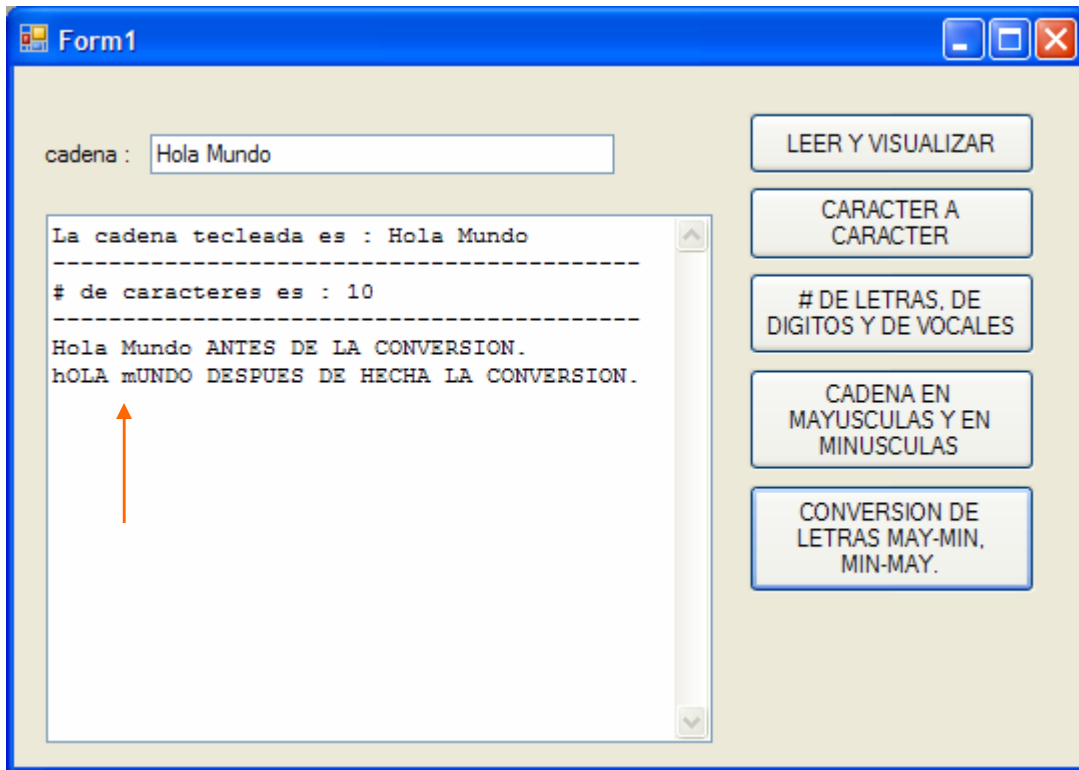 Form1
cadena :
Hola Mundo
La cadena tecleada es : Hola Mundo
------------------------------------------
# de caracteres es : 10
------------------------------------------
Hola Mundo ANTES DE LA CONVERSION.
hOLA mUNDO DESPUES DE HECHA LA CONVERSION.
LEER Y VISUALIZAR
CARACTER A
CARACTER
# DE LETRAS, DE
DIGITOS Y DE VOCALES
CADENA EN
MAYUSCULAS Y EN
MINUSCULAS
CONVERSION DE
LETRAS MAY-MIN,
MIN-MAY.